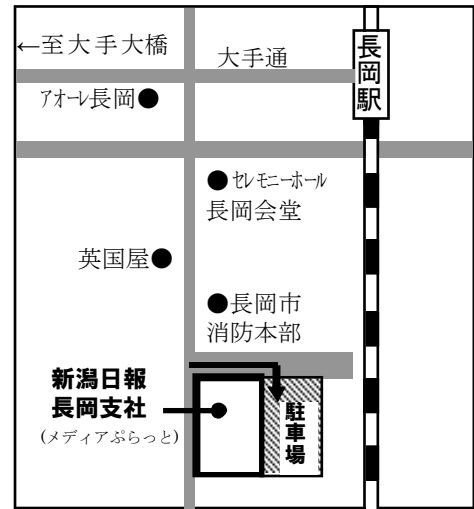 ←至大手大橋
大手通
長岡駅
アオーレ長岡●
●セレモニーホール
長岡会堂
英国屋●
●長岡市
消防本部
新潟日報
長岡支社
(メディアぷらっと)
駐車場